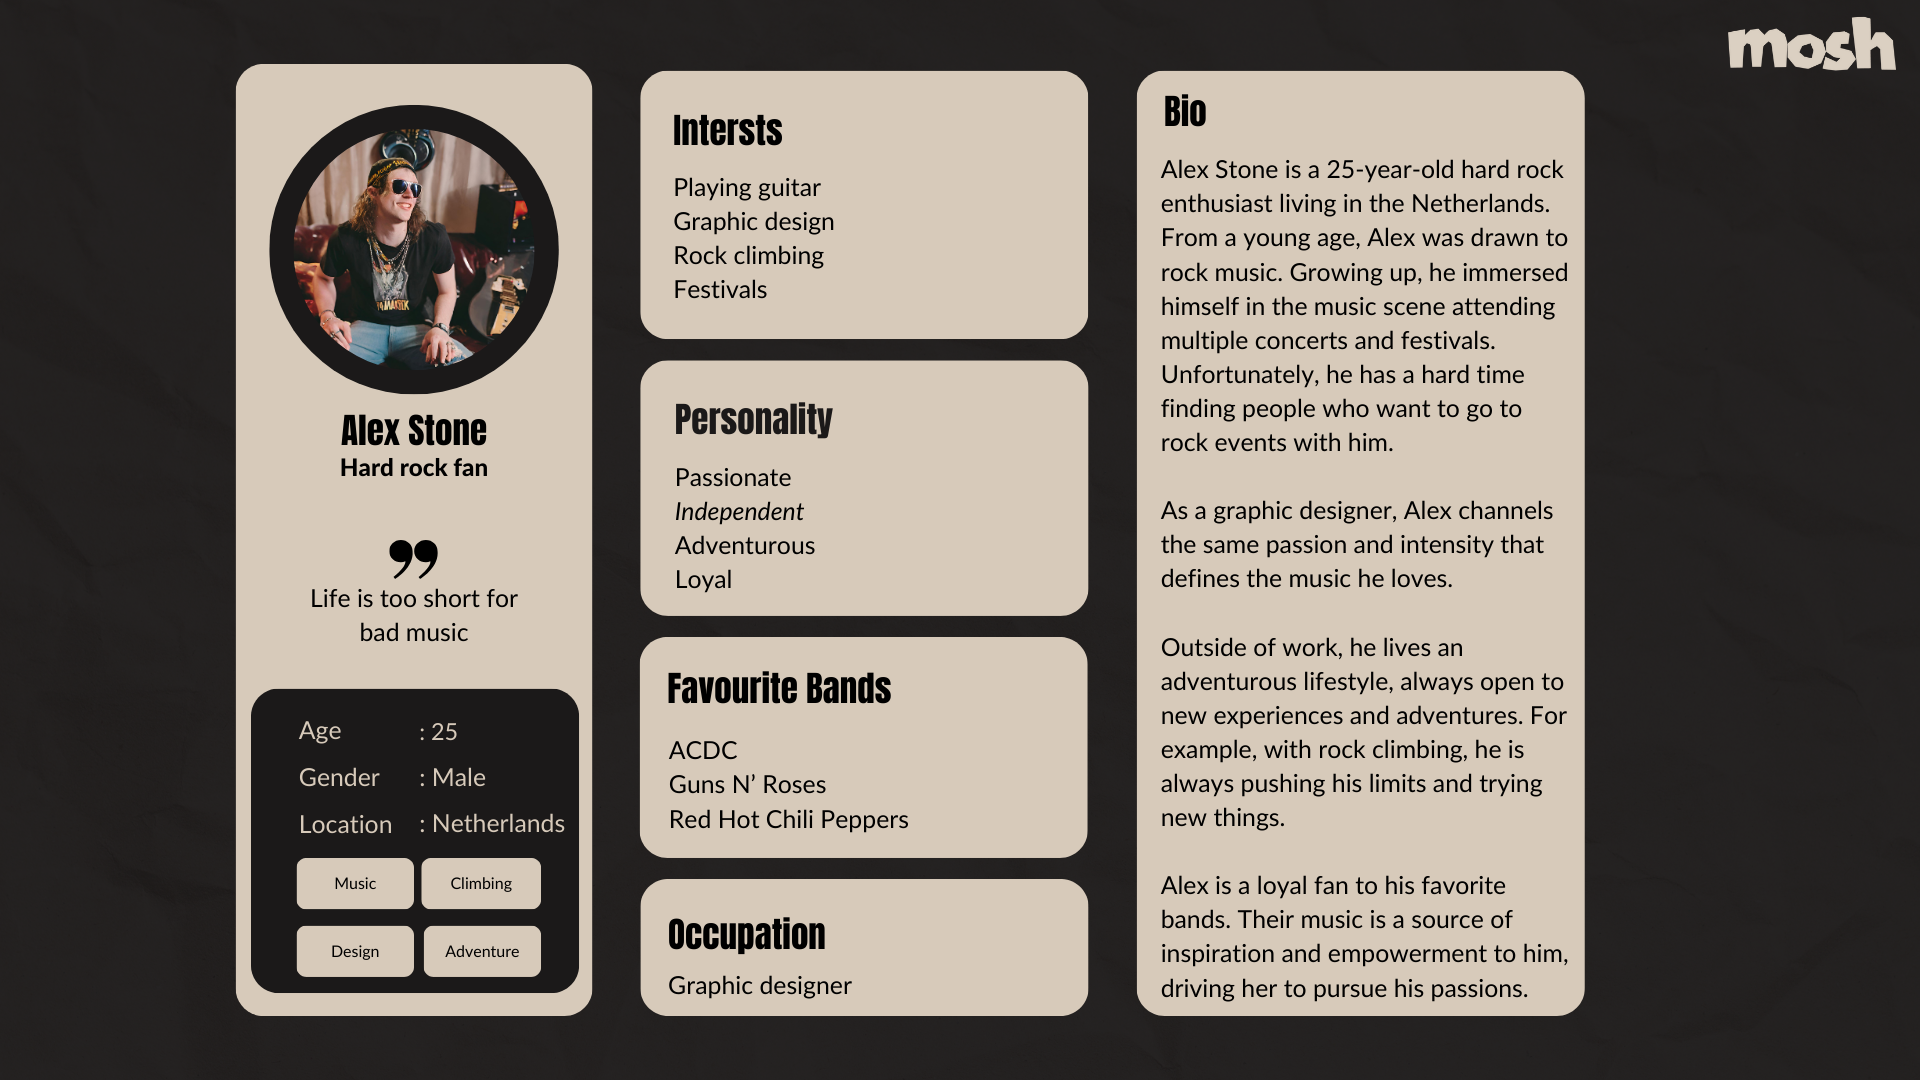 mosh
Alex Stone
Hard rock fan
”
Life is too short for
bad music
Age : 25
Gender : Male
Location : Netherlands
Music Climbing
Design Adventure
Intersts
Playing guitar
Graphic design
Rock climbing
Festivals
Personality
Passionate
Independent
Adventurous
Loyal
Favourite Bands
ACDC
Guns N’ Roses
Red Hot Chili Peppers
Occupation
Graphic designer
Bio
Alex Stone is a 25-year-old hard rock
enthusiast living in the Netherlands.
From a young age, Alex was drawn to
rock music. Growing up, he immersed
himself in the music scene attending
multiple concerts and festivals.
Unfortunately, he has a hard time
finding people who want to go to
rock events with him.
As a graphic designer, Alex channels
the same passion and intensity that
defines the music he loves.
Outside of work, he lives an
adventurous lifestyle, always open to
new experiences and adventures. For
example, with rock climbing, he is
always pushing his limits and trying
new things.
Alex is a loyal fan to his favorite
bands. Their music is a source of
inspiration and empowerment to him,
driving her to pursue his passions.